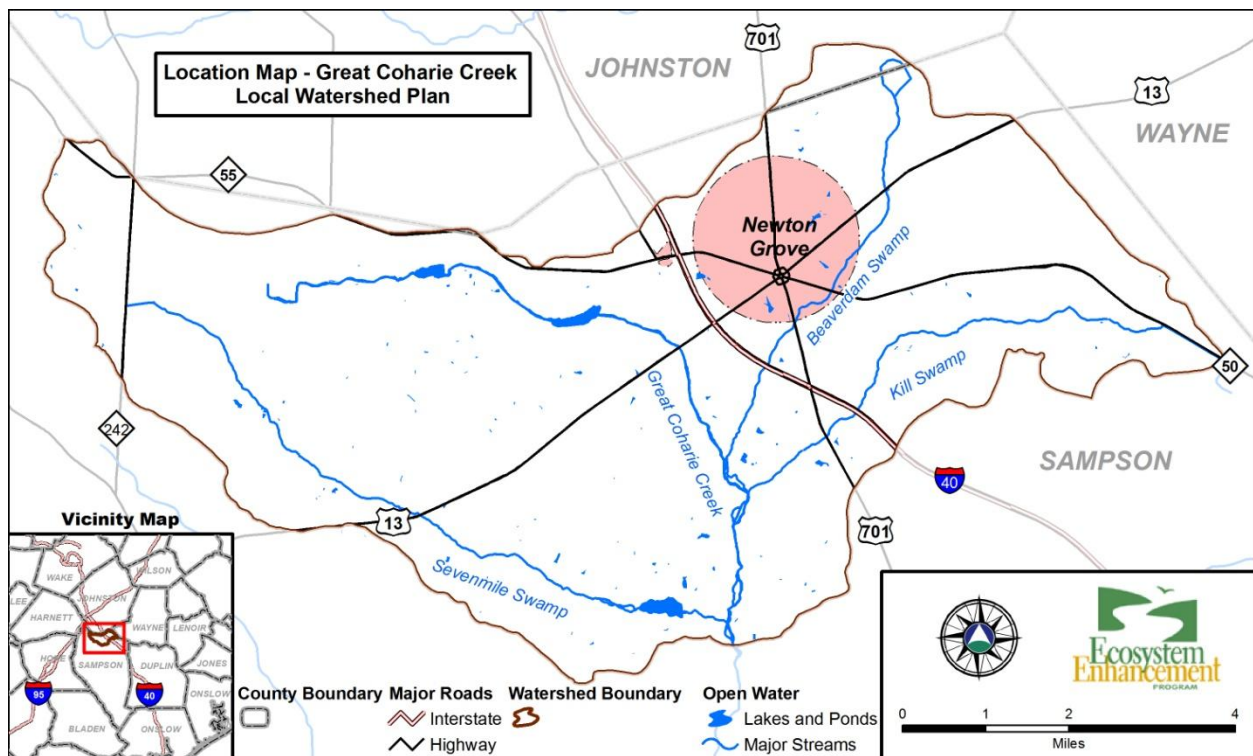 Location Map - Great Coharie Creek
Local Watershed Plan
JOHNSTON
701
13
WAYNE
55
Newton
Grove
Beaverdam Swamp
Kill Swamp
50
Great Coharie Creek
242
SAMPSON
40
13
701
Sevenmile Swamp
Vicinity Map
WAKE
WILSON
JOHNSTON
LEE
HARNETT
WAYNE
LENOIR
SAMPSON
DUPLIN
JONES
ONSLOW
95
40
BLADEN
ONSLOW
County Boundary
Major Roads
Interstate
Highway
Watershed Boundary
Open Water
Lakes and Ponds
Major Streams
Ecosystem
Enhancement
PROGRAM
0 1 2 4
Miles